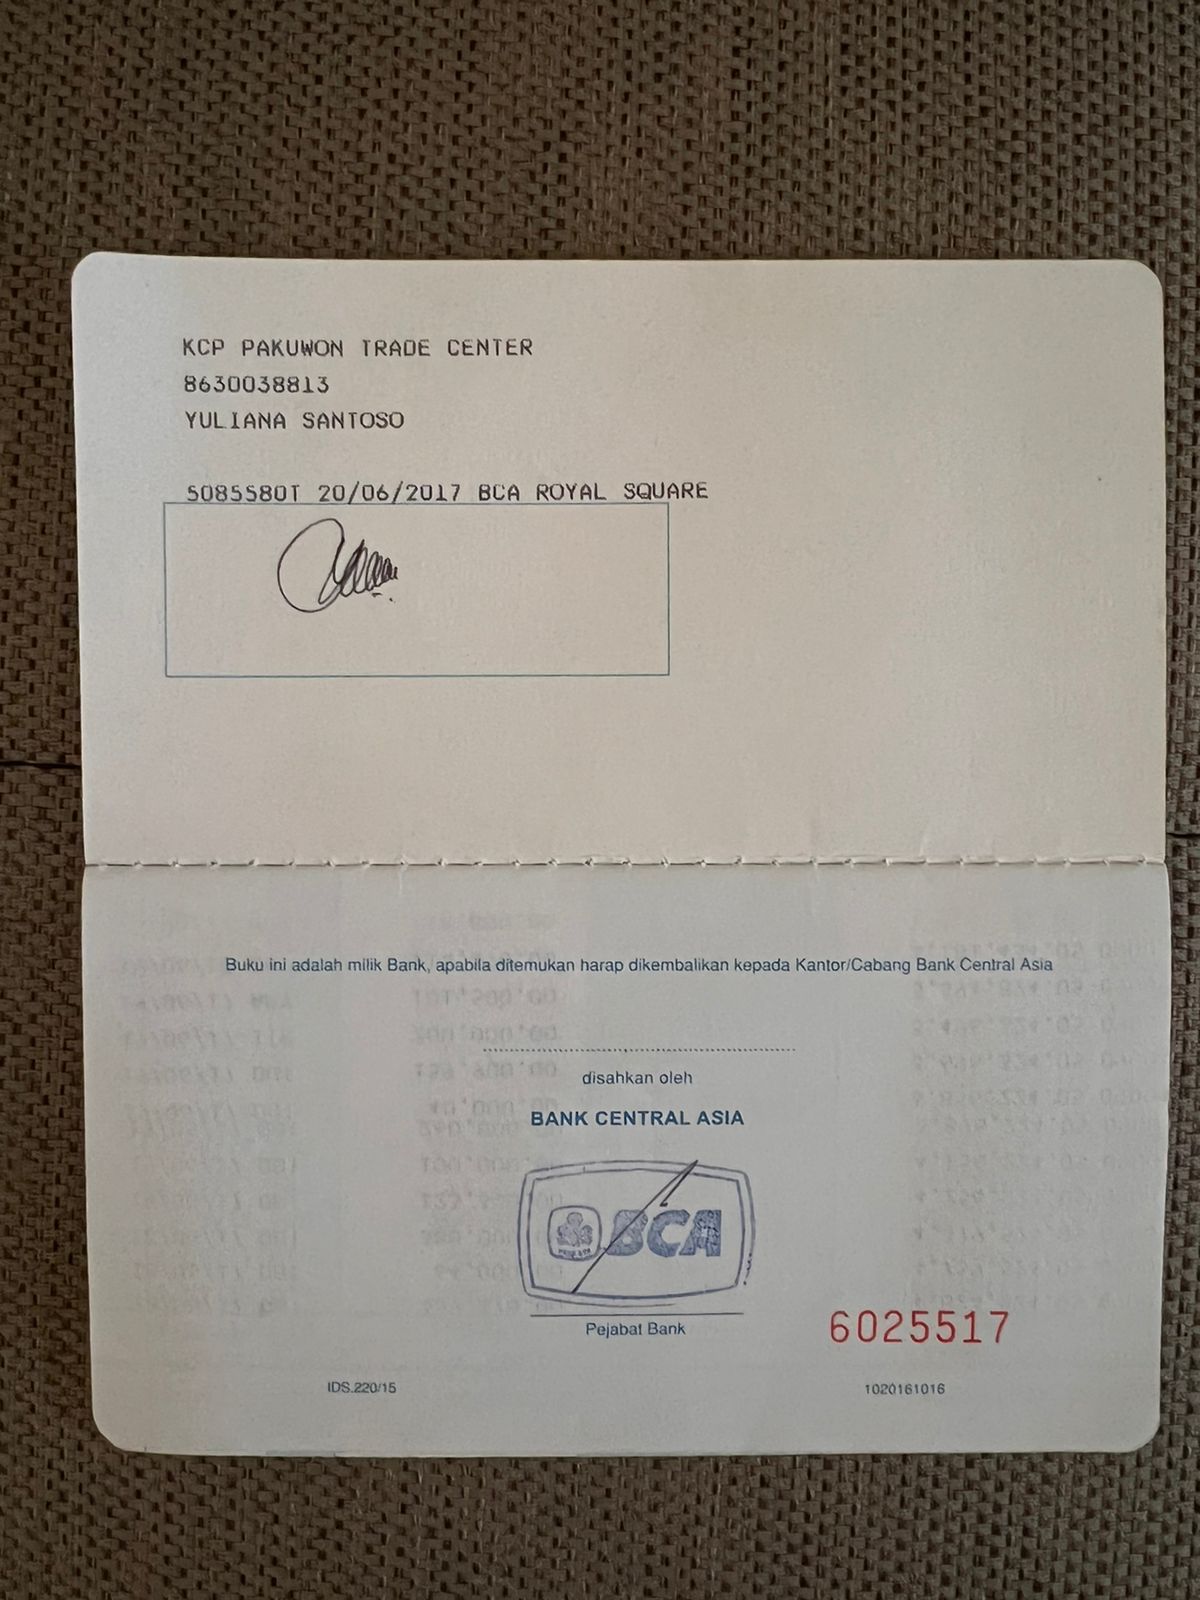 KCP PAKUWON TRADE CENTER
8630038813
YULIANA SANTOSO
5085580T 20/06/2017 BCA ROYAL SQUARE
Buku ini adalah milik Bank, apabila ditemukan harap dikembalikan kepada Kantor/Cabang Bank Central Asia
disahkan oleh
BANK CENTRAL ASIA
BCA
Pejabat Bank
6025517
IDS.220/15
1020161016